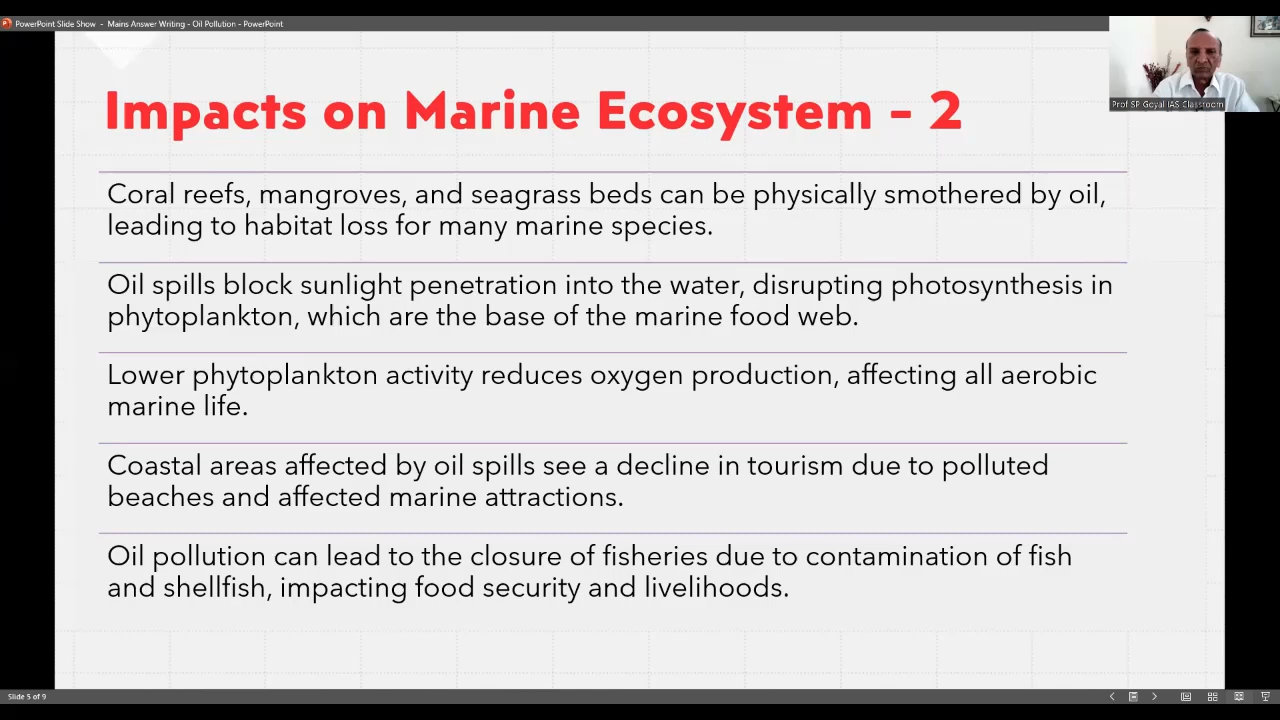 PowerPoint Slide Show - Mains Answer Writing - Oil Pollution - PowerPoint
Prof SP Goyal IAS Classroom
Impacts on Marine Ecosystem - 2
Coral reefs, mangroves, and seagrass beds can be physically smothered by oil,
leading to habitat loss for many marine species.
Oil spills block sunlight penetration into the water, disrupting photosynthesis in
phytoplankton, which are the base of the marine food web.
Lower phytoplankton activity reduces oxygen production, affecting all aerobic
marine life.
Coastal areas affected by oil spills see a decline in tourism due to polluted
beaches and affected marine attractions.
Oil pollution can lead to the closure of fisheries due to contamination of fish
and shellfish, impacting food security and livelihoods.
Slide 5 of 9